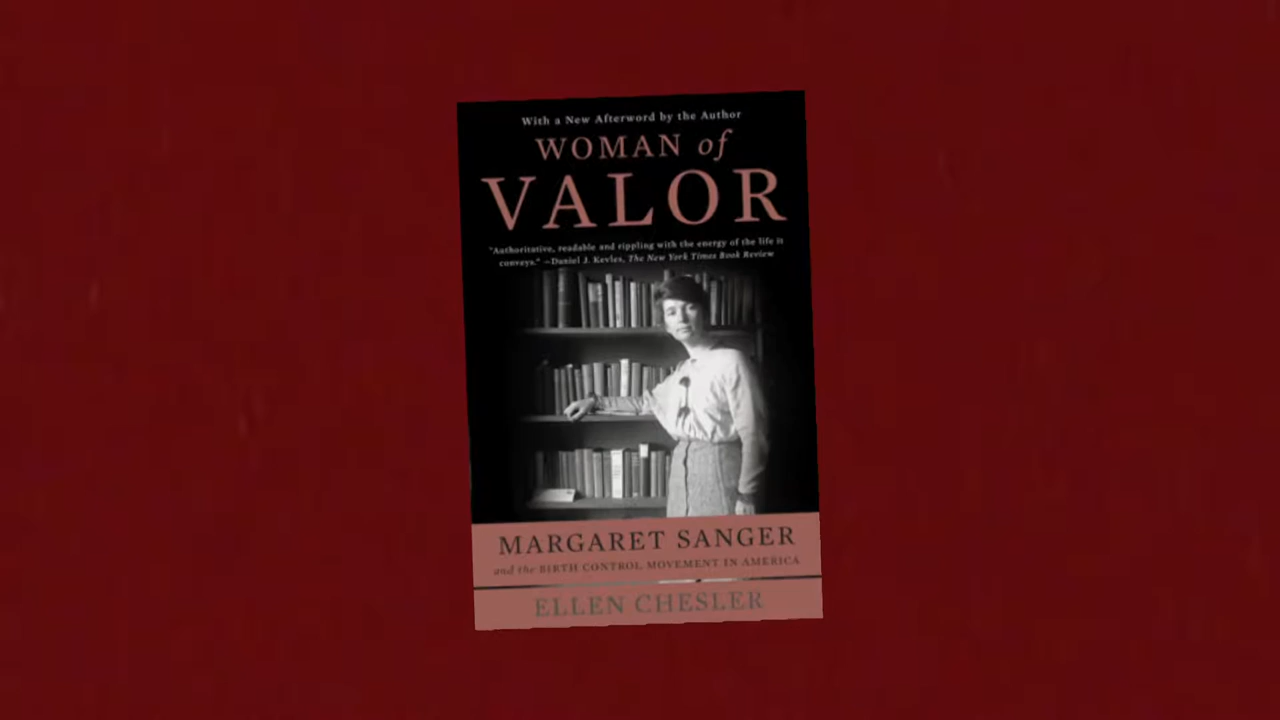 With a New Afterword by the Author
WOMAN of
VALOR
"Authoritative, readable and rippling with the energy of the life it
conveys." —Daniel J. Kevles, The New York Times Book Review
MARGARET SANGER
and the BIRTH CONTROL MOVEMENT IN AMERICA
ELLEN CHESLER